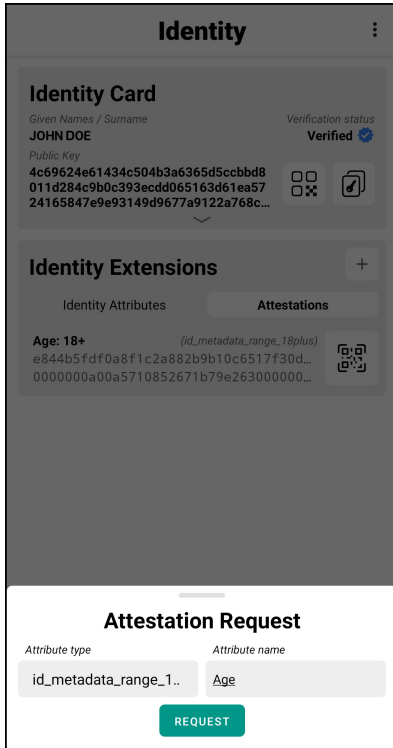 Identity
Identity Card
Given Names / Surname
Verification status
JOHN DOE
Verified
Public Key
4c69624e61434c504b3a6365d5ccbbd8
011d284c9b0c393ecdd065163d61ea57
24165847e9e93149d9677a9122a768c...
Identity Extensions
+
Identity Attributes
Attestations
Age: 18+
(id_metadata_range_18plus)
e844b5fdf0a8f1c2a882b9b10c6517f30d...
0000000a00a5710852671b79e263000000...
Attestation Request
Attribute type
Attribute name
id_metadata_range_1..
Age
REQUEST